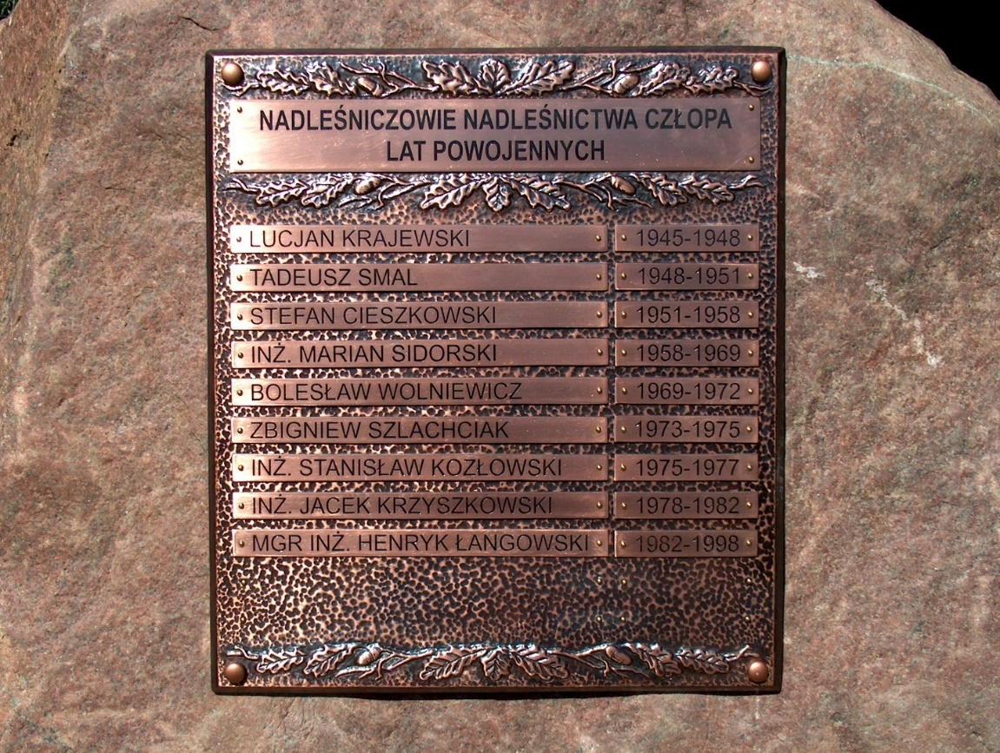 NADLEŚNICZOWIE NADLEŚNICTWA CZŁOPA
LAT POWOJENNYCH
LUCJAN KRAJEWSKI 1945-1948
TADEUSZ SMAL 1948-1951
STEFAN CIESZKOWSKI 1951-1958
INŻ. MARIAN SIDORSKI 1958-1969
BOLESŁAW WOLNIEWICZ 1969-1972
ZBIGNIEW SZLACHCIAK 1973-1975
INŻ. STANISŁAW KOZŁOWSKI 1975-1977
INŻ. JACEK KRZYSZKOWSKI 1978-1982
MGR INŻ. HENRYK ŁANGOWSKI 1982-1998